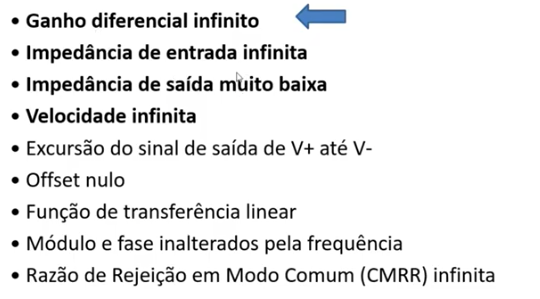 • Ganho diferencial infinito
• Impedância de entrada infinita
• Impedância de saída muito baixa
• Velocidade infinita
• Excursão do sinal de saída de V+ até V-
• Offset nulo
• Função de transferência linear
• Módulo e fase inalterados pela frequência
• Razão de Rejeição em Modo Comum (CMRR) infinita